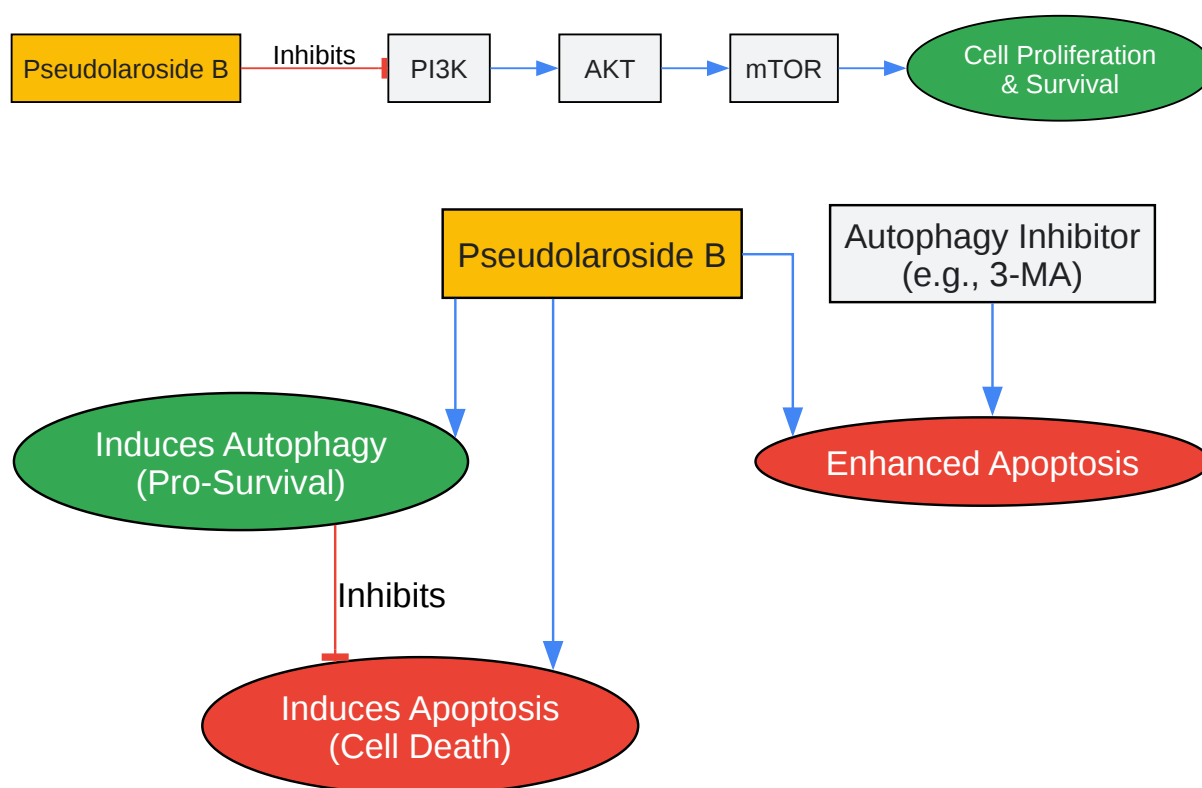 Pseudolaroside B
Inhibits
PI3K
AKT
mTOR
Cell Proliferation
& Survival
Pseudolaroside B
Autophagy Inhibitor
(e.g., 3-MA)
Induces Autophagy
(Pro-Survival)
Enhanced Apoptosis
Inhibits
Induces Apoptosis
(Cell Death)